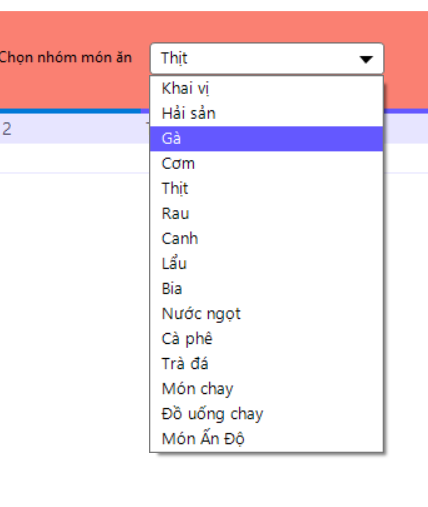 Chọn nhóm món ăn Thịt
2
Khai vị
Hải sản
Gà
Cơm
Thịt
Rau
Canh
Lẩu
Bia
Nước ngọt
Cà phê
Trà đá
Món chay
Đồ uống chay
Món Ấn Độ